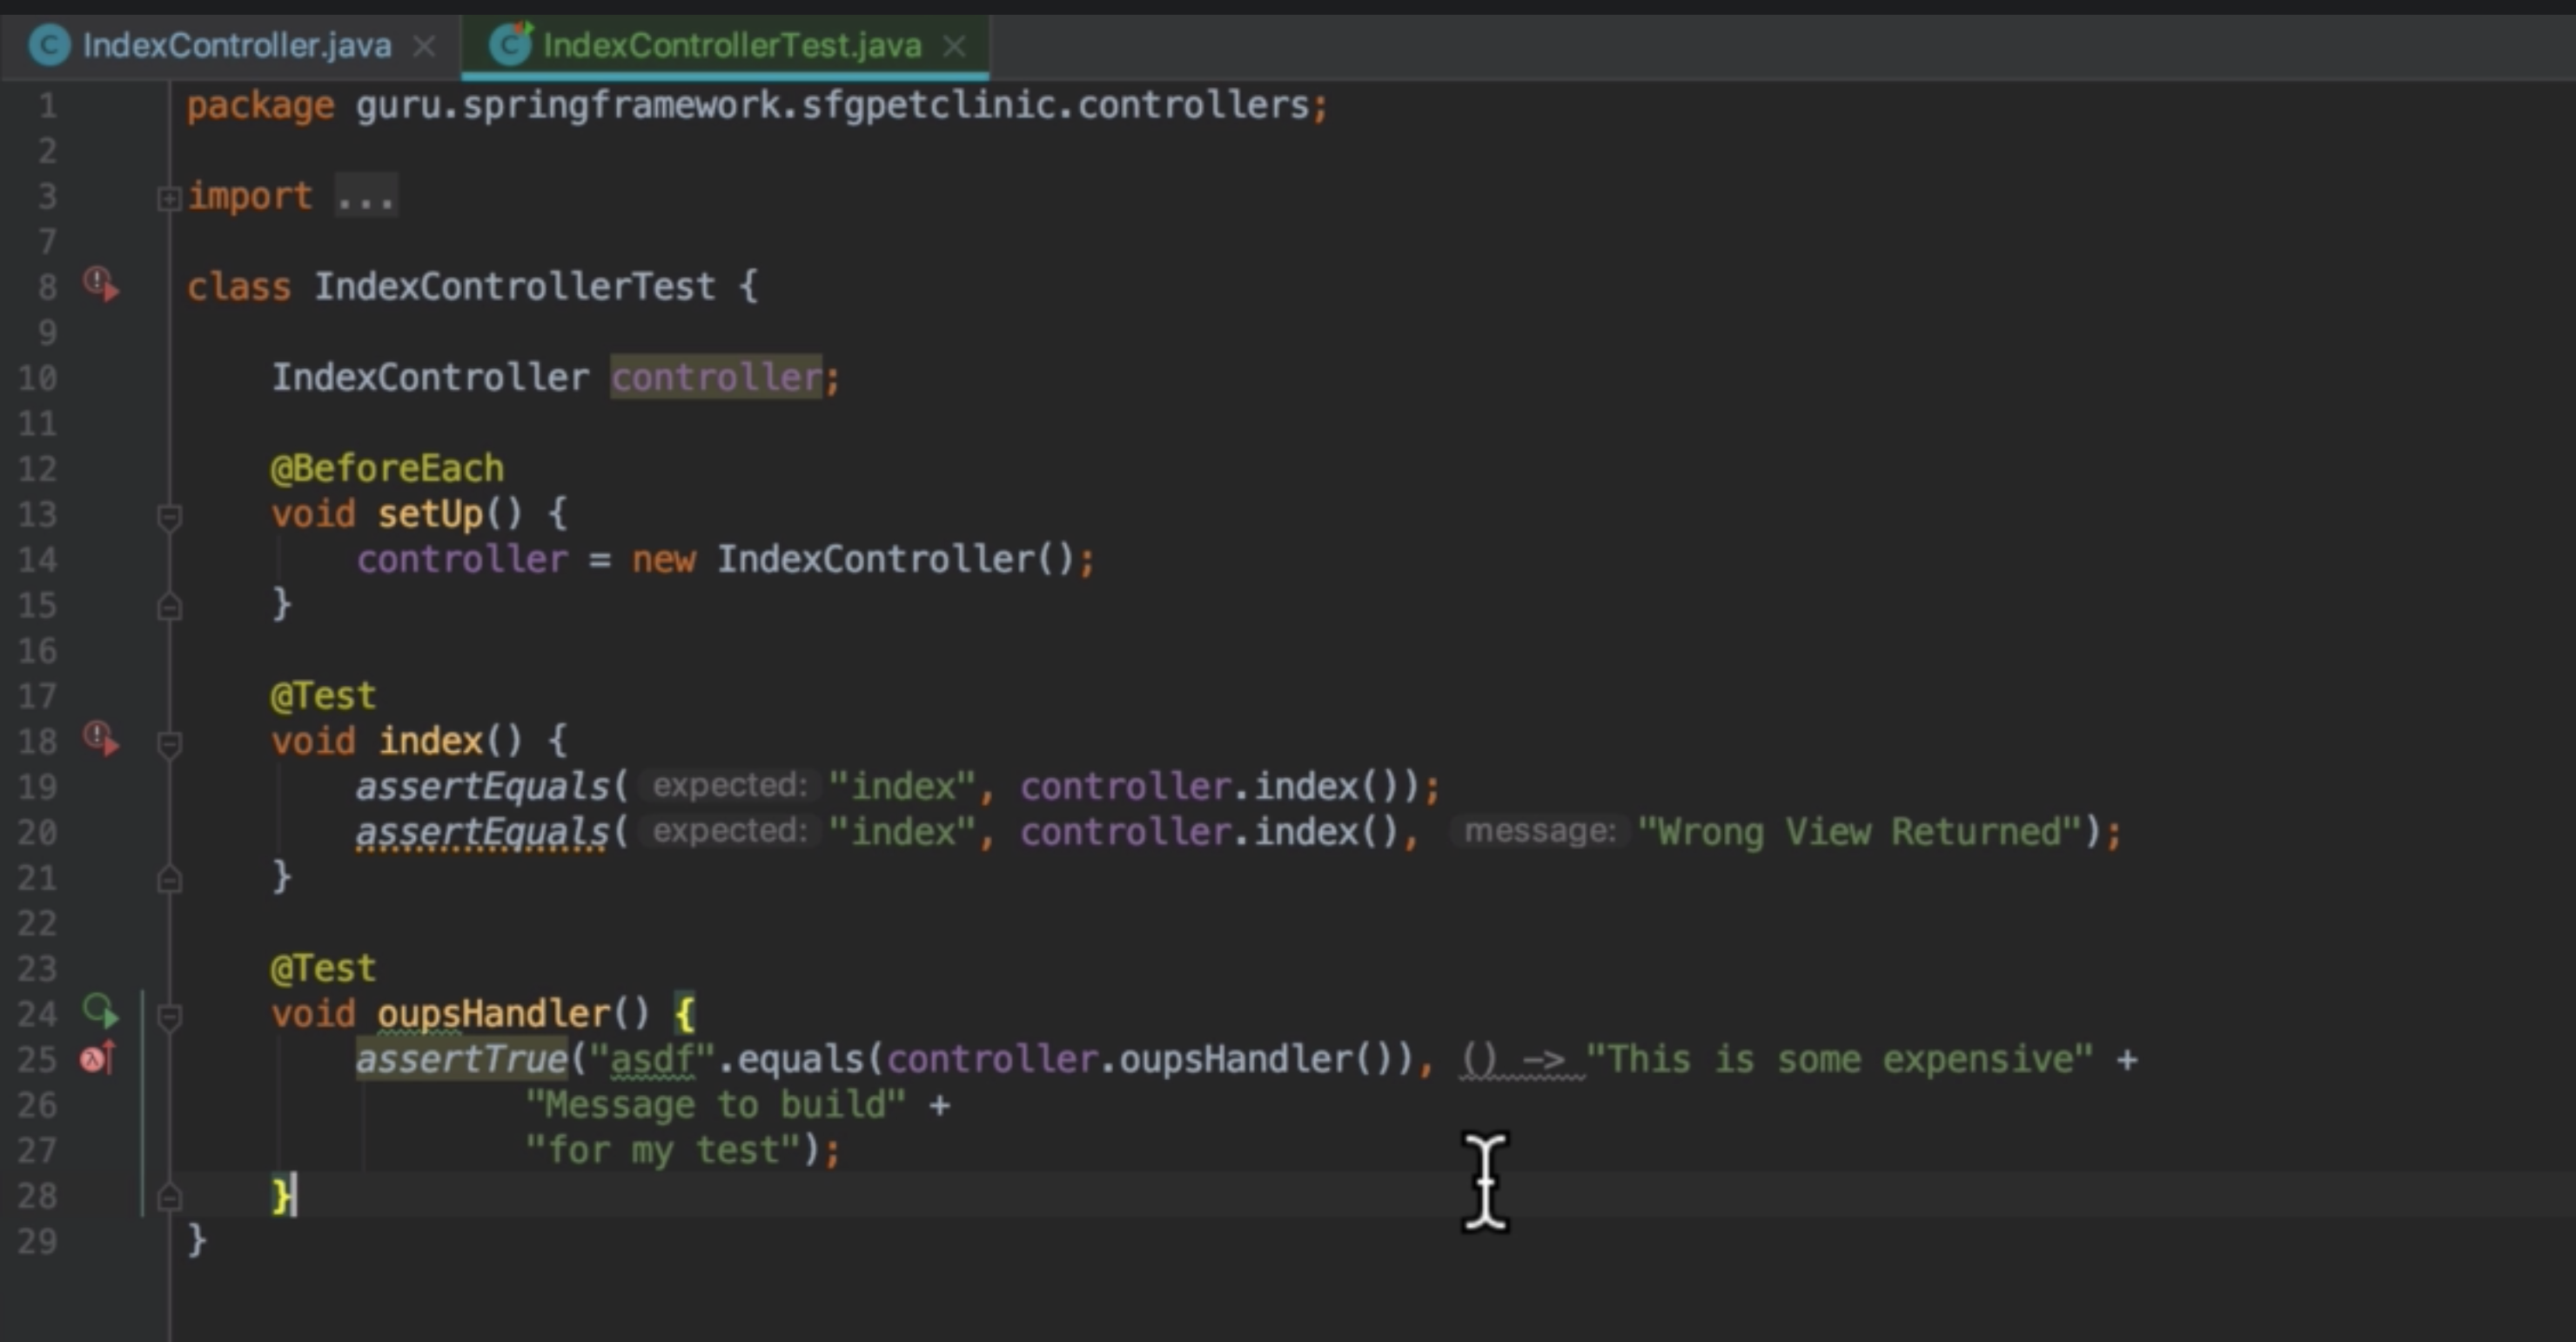 IndexController.java × IndexControllerTest.java ×
1 package guru.springframework.sfgpetclinic.controllers;
2
3 import ...
7
8 class IndexControllerTest {
9
10 IndexController controller;
11
12 @BeforeEach
13 void setUp() {
14 controller = new IndexController();
15 }
16
17 @Test
18 void index() {
19 assertEquals( expected: "index", controller.index());
20 assertEquals( expected: "index", controller.index(), message: "Wrong View Returned");
21 }
22
23 @Test
24 void oupsHandler() {
25 assertTrue("asdf".equals(controller.oupsHandler()), () -> "This is some expensive" +
26 "Message to build" +
27 "for my test");
28 }
29 }